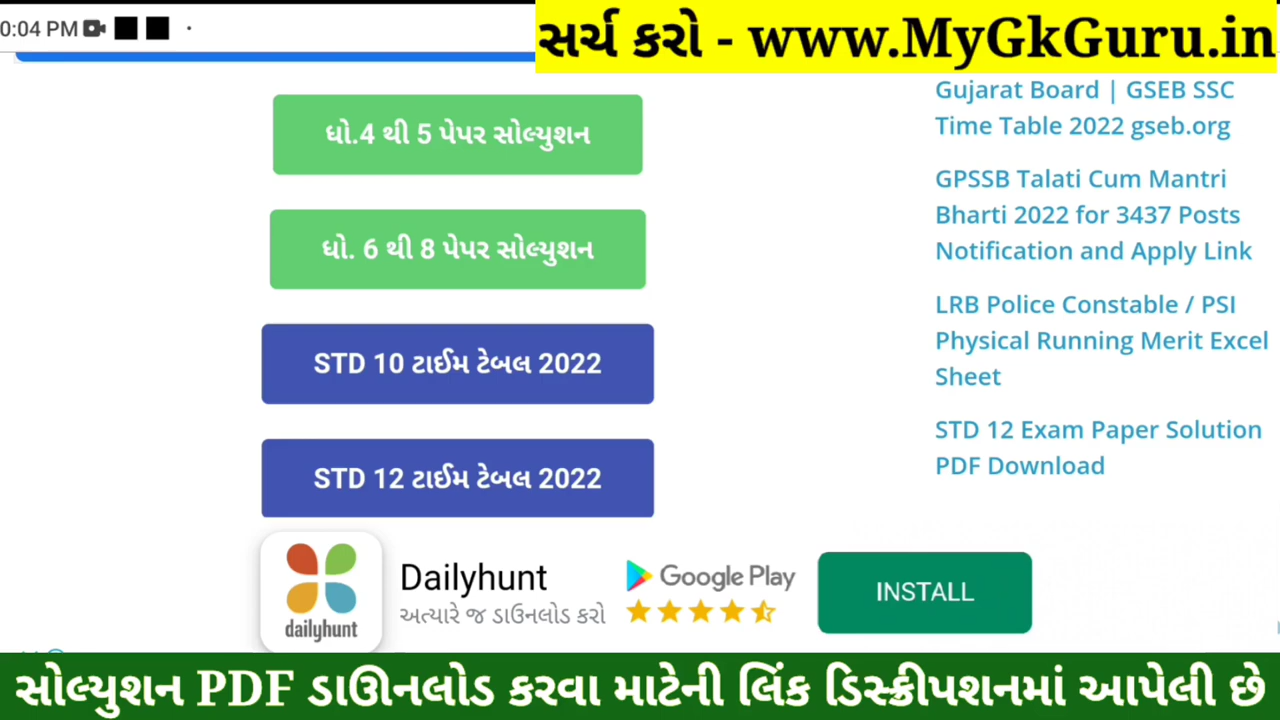 0:04 PM
સર્ચ કરો - www.MyGkGuru.in
ધો.4 થી 5 પેપર સોલ્યુશન
ધો. 6 થી 8 પેપર સોલ્યુશન
STD 10 ટાઈમ ટેબલ 2022
STD 12 ટાઈમ ટેબલ 2022
Gujarat Board | GSEB SSC
Time Table 2022 gseb.org
GPSSB Talati Cum Mantri
Bharti 2022 for 3437 Posts
Notification and Apply Link
LRB Police Constable / PSI
Physical Running Merit Excel
Sheet
STD 12 Exam Paper Solution
PDF Download
dailyhunt
Dailyhunt
અત્યારે જ ડાઉનલોડ કરો
Google Play
INSTALL
સોલ્યુશન PDF ડાઊનલોડ કરવા માટેની લિંક ડિસ્ક્રીપશનમાં આપેલી છે